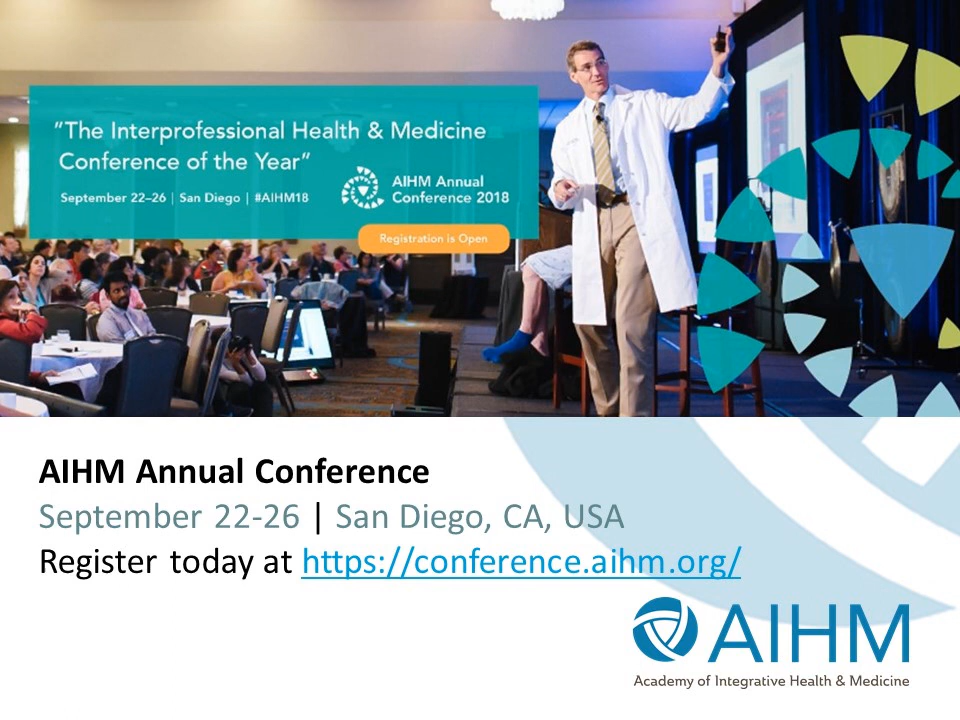 "The Interprofessional Health & Medicine
Conference of the Year"
September 22–26 | San Diego | #AIHM18
AIHM Annual
Conference 2018
Registration is Open
AIHM Annual Conference
September 22-26 | San Diego, CA, USA
Register today at https://conference.aihm.org/
AIHM
Academy of Integrative Health & Medicine